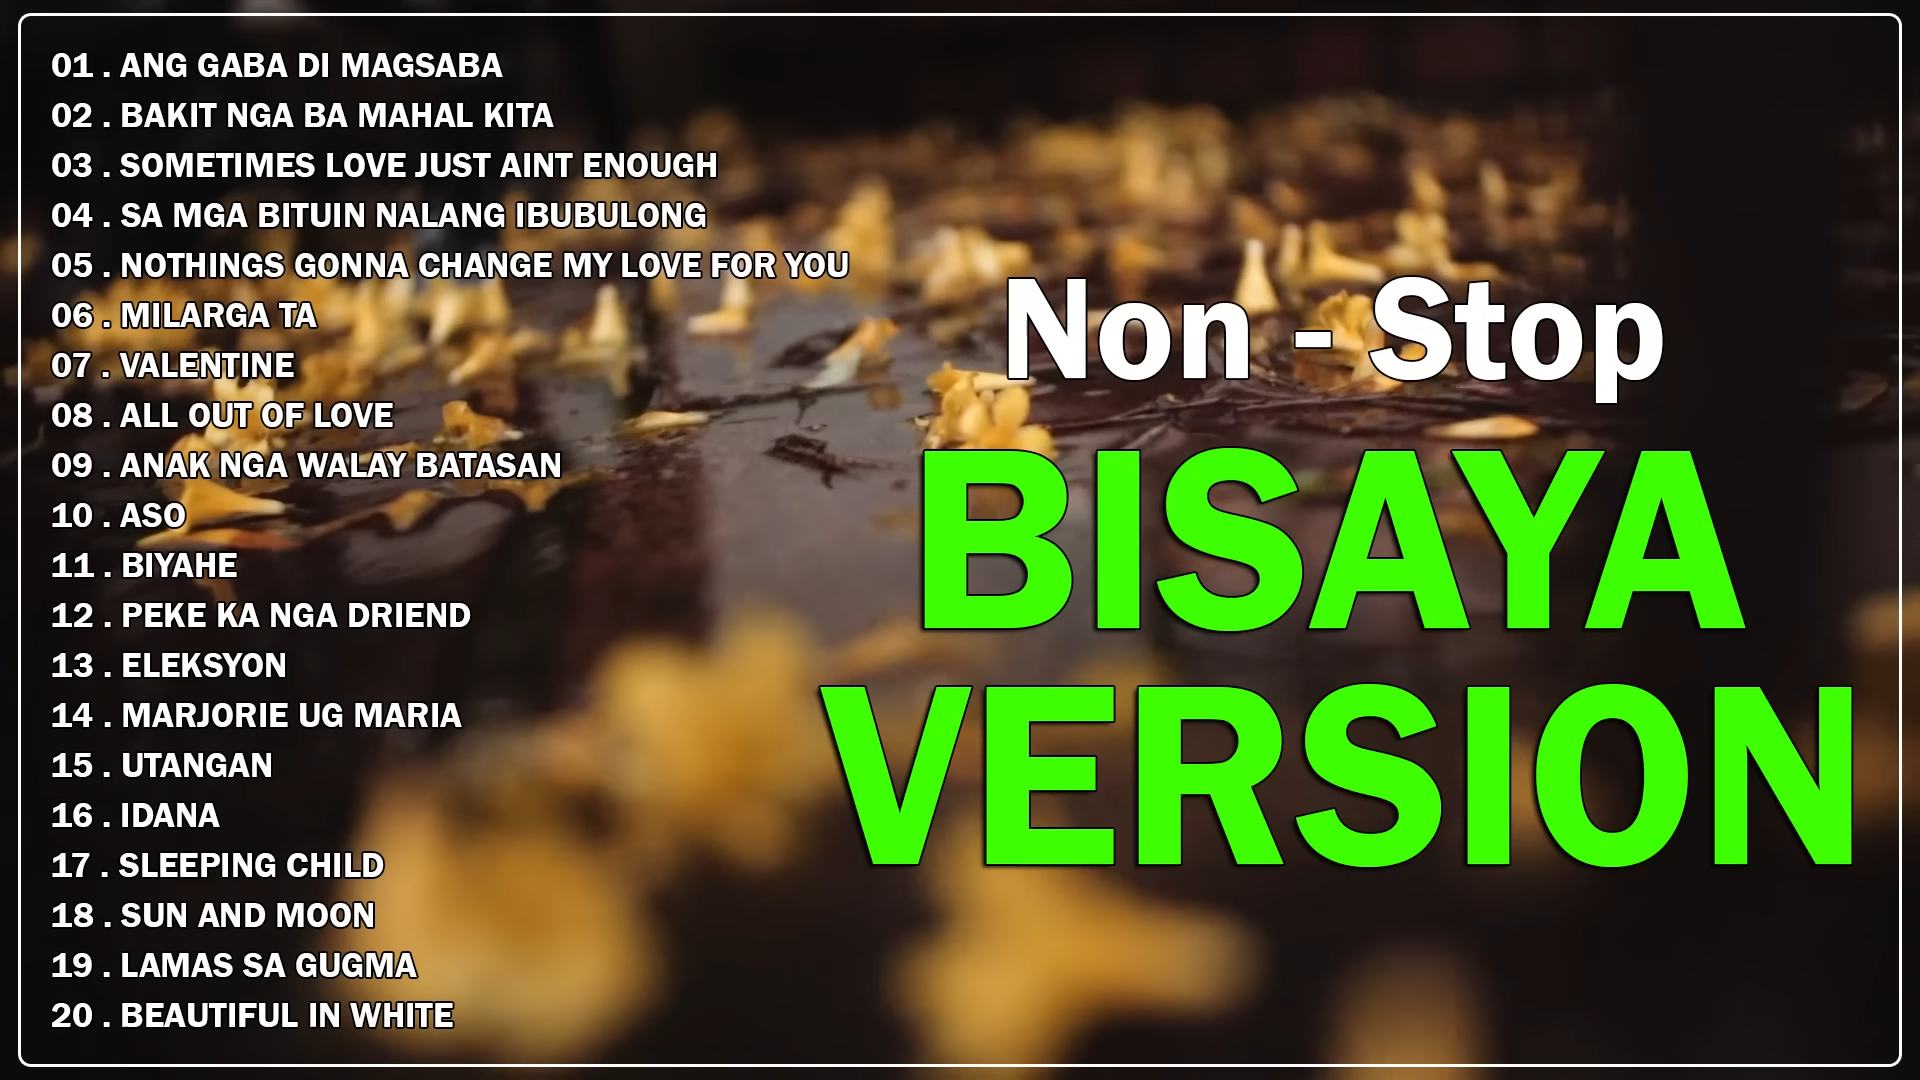 01 . ANG GABA DI MAGSABA
02 . BAKIT NGA BA MAHAL KITA
03 . SOMETIMES LOVE JUST AINT ENOUGH
04 . SA MGA BITUIN NALANG IBUBULONG
05 . NOTHINGS GONNA CHANGE MY LOVE FOR YOU
06 . MILARGA TA
07 . VALENTINE
08 . ALL OUT OF LOVE
09 . ANAK NGA WALAY BATASAN
10 . ASO
11 . BIYAHE
12 . PEKE KA NGA DRIEND
13 . ELEKSYON
14 . MARJORIE UG MARIA
15 . UTANGAN
16 . IDANA
17 . SLEEPING CHILD
18 . SUN AND MOON
19 . LAMAS SA GUGMA
20 . BEAUTIFUL IN WHITE
Non - Stop
BISAYA
VERSION